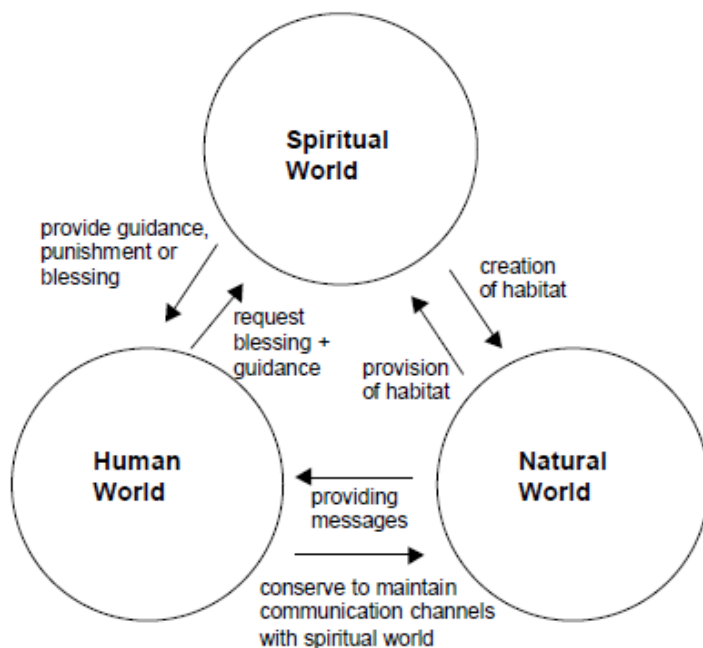 Spiritual
World
provide guidance,
punishment or
blessing
creation
of habitat
request
blessing +
guidance
provision
of habitat
Human
World
Natural
World
providing
messages
conserve to maintain
communication channels
with spiritual world